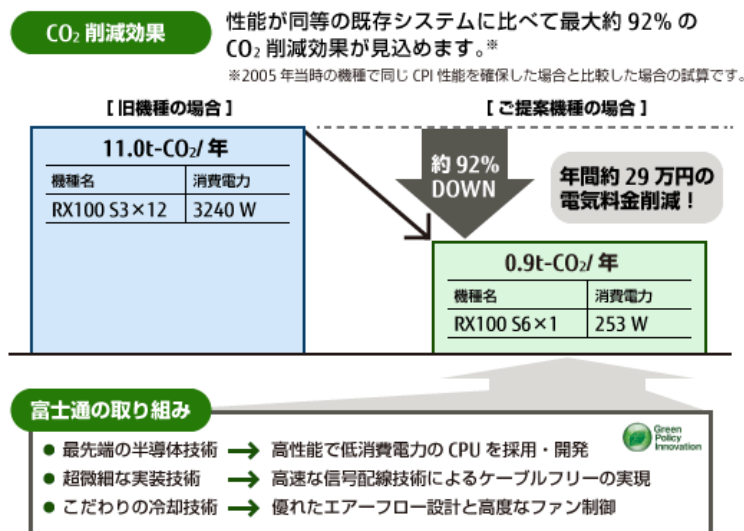 CO₂ 削減効果
性能が同等の既存システムに比べて最大約 92% の
CO₂ 削減効果が見込めます。※
※2005 年当時の機種で同じ CPI 性能を確保した場合と比較した場合の試算です。
[ 旧機種の場合 ]
[ ご提案機種の場合 ]
11.0t-CO₂/ 年
機種名 消費電力
RX100 S3×12 3240 W
約 92%
DOWN
年間約 29 万円の
電気料金削減！
0.9t-CO₂/ 年
機種名 消費電力
RX100 S6×1 253 W
富士通の取り組み
Green
Policy
Innovation
● 最先端の半導体技術 → 高性能で低消費電力の CPU を採用・開発
● 超微細な実装技術 → 高速な信号配線技術によるケーブルフリーの実現
● こだわりの冷却技術 → 優れたエアーフロー設計と高度なファン制御